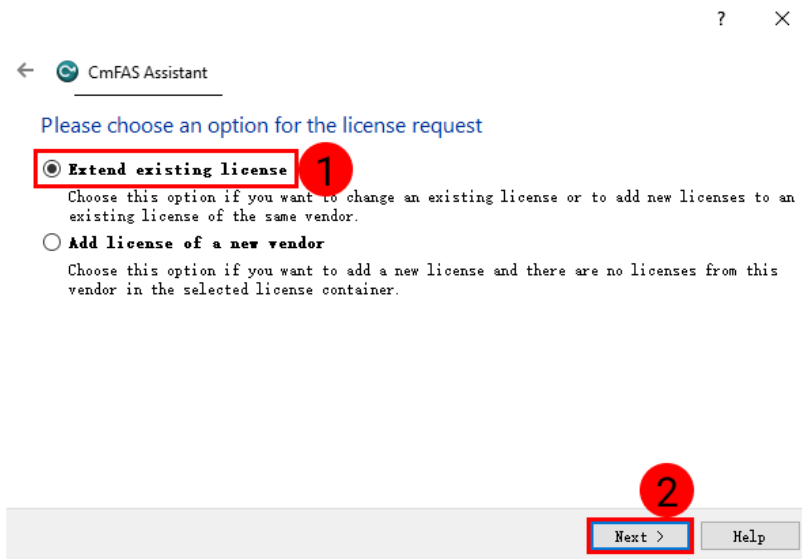 ?
CmFAS Assistant
Please choose an option for the license request
Extend existing license
1
Choose this option if you want to change an existing license or to add new licenses to an
existing license of the same vendor.
Add license of a new vendor
Choose this option if you want to add a new license and there are no licenses from this
vendor in the selected license container.
2
Next >
Help